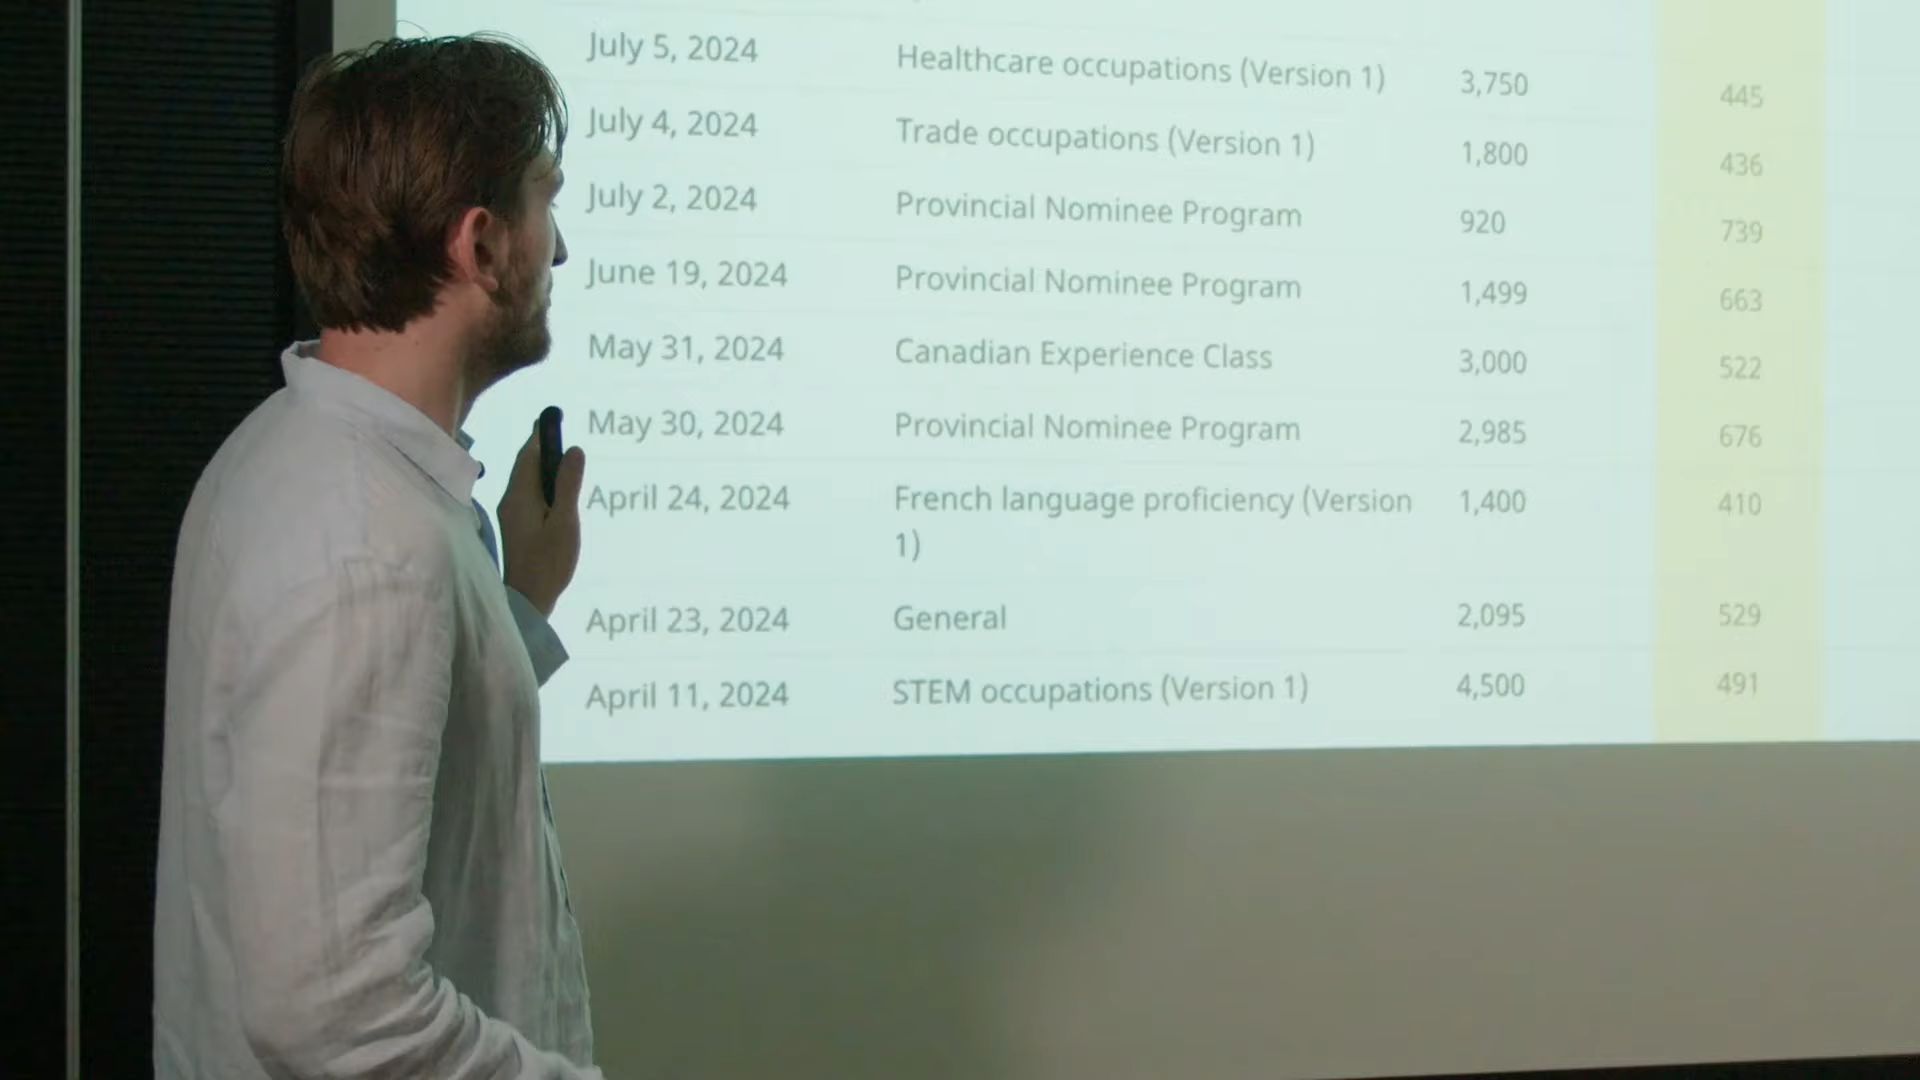 July 5, 2024 Healthcare occupations (Version 1) 3,750 445
July 4, 2024 Trade occupations (Version 1) 1,800 436
July 2, 2024 Provincial Nominee Program 920 739
June 19, 2024 Provincial Nominee Program 1,499 663
May 31, 2024 Canadian Experience Class 3,000 522
May 30, 2024 Provincial Nominee Program 2,985 676
April 24, 2024 French language proficiency (Version 1,400 410
1)
April 23, 2024 General 2,095 529
April 11, 2024 STEM occupations (Version 1) 4,500 491